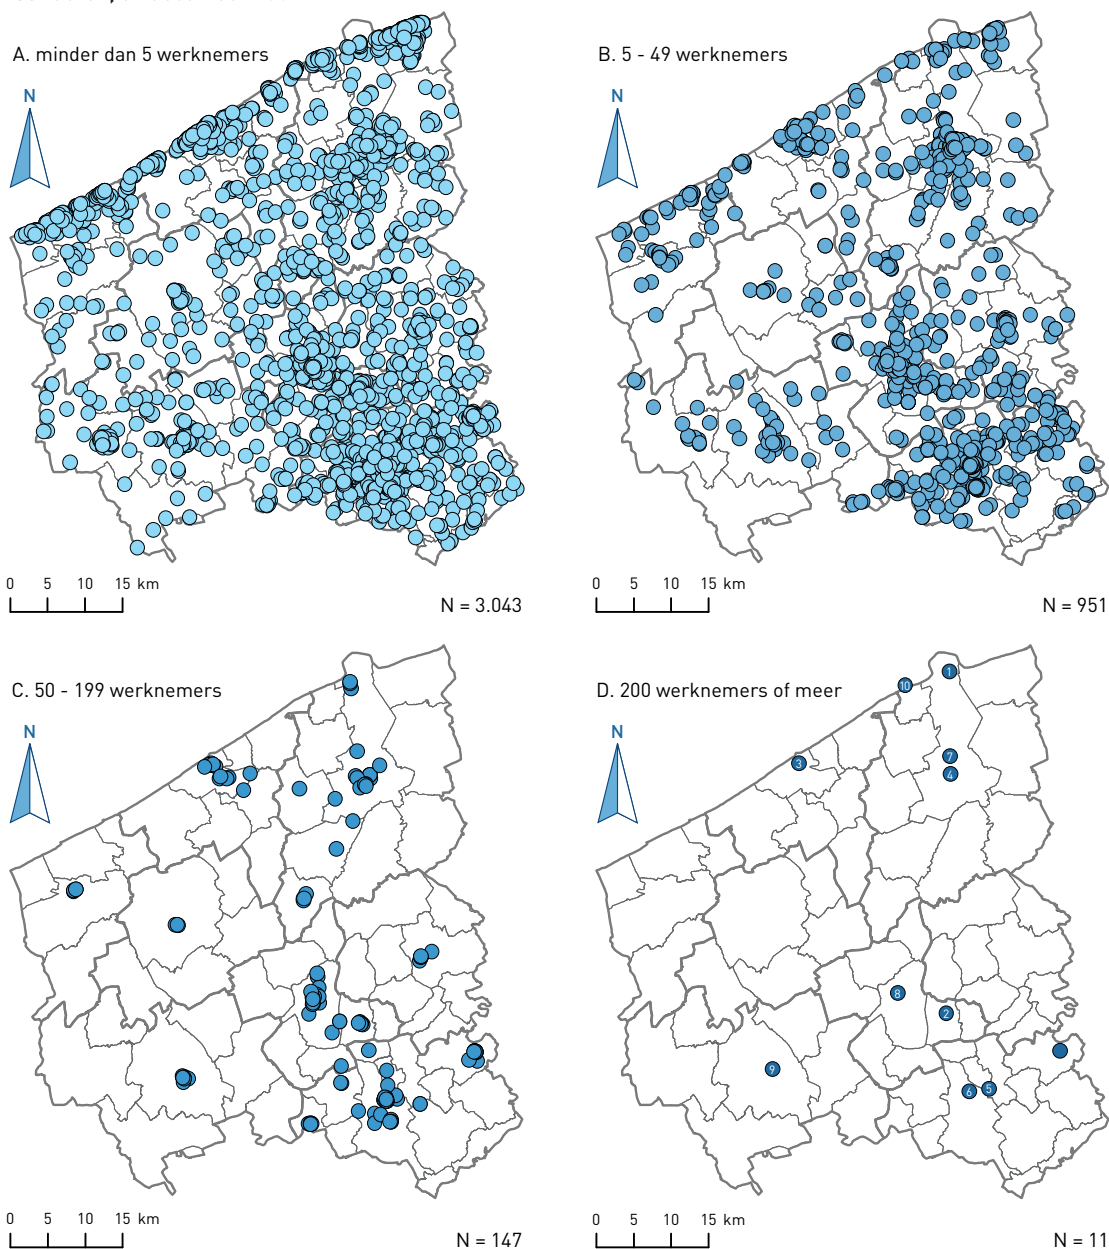 A. minder dan 5 werknemers
N
0 5 10 15 km
N = 3.043
B. 5 - 49 werknemers
N
0 5 10 15 km
N = 951
C. 50 - 199 werknemers
N
0 5 10 15 km
N = 147
D. 200 werknemers of meer
N
1
10
3
7
4
8
2
9
6
5
0 5 10 15 km
N = 11